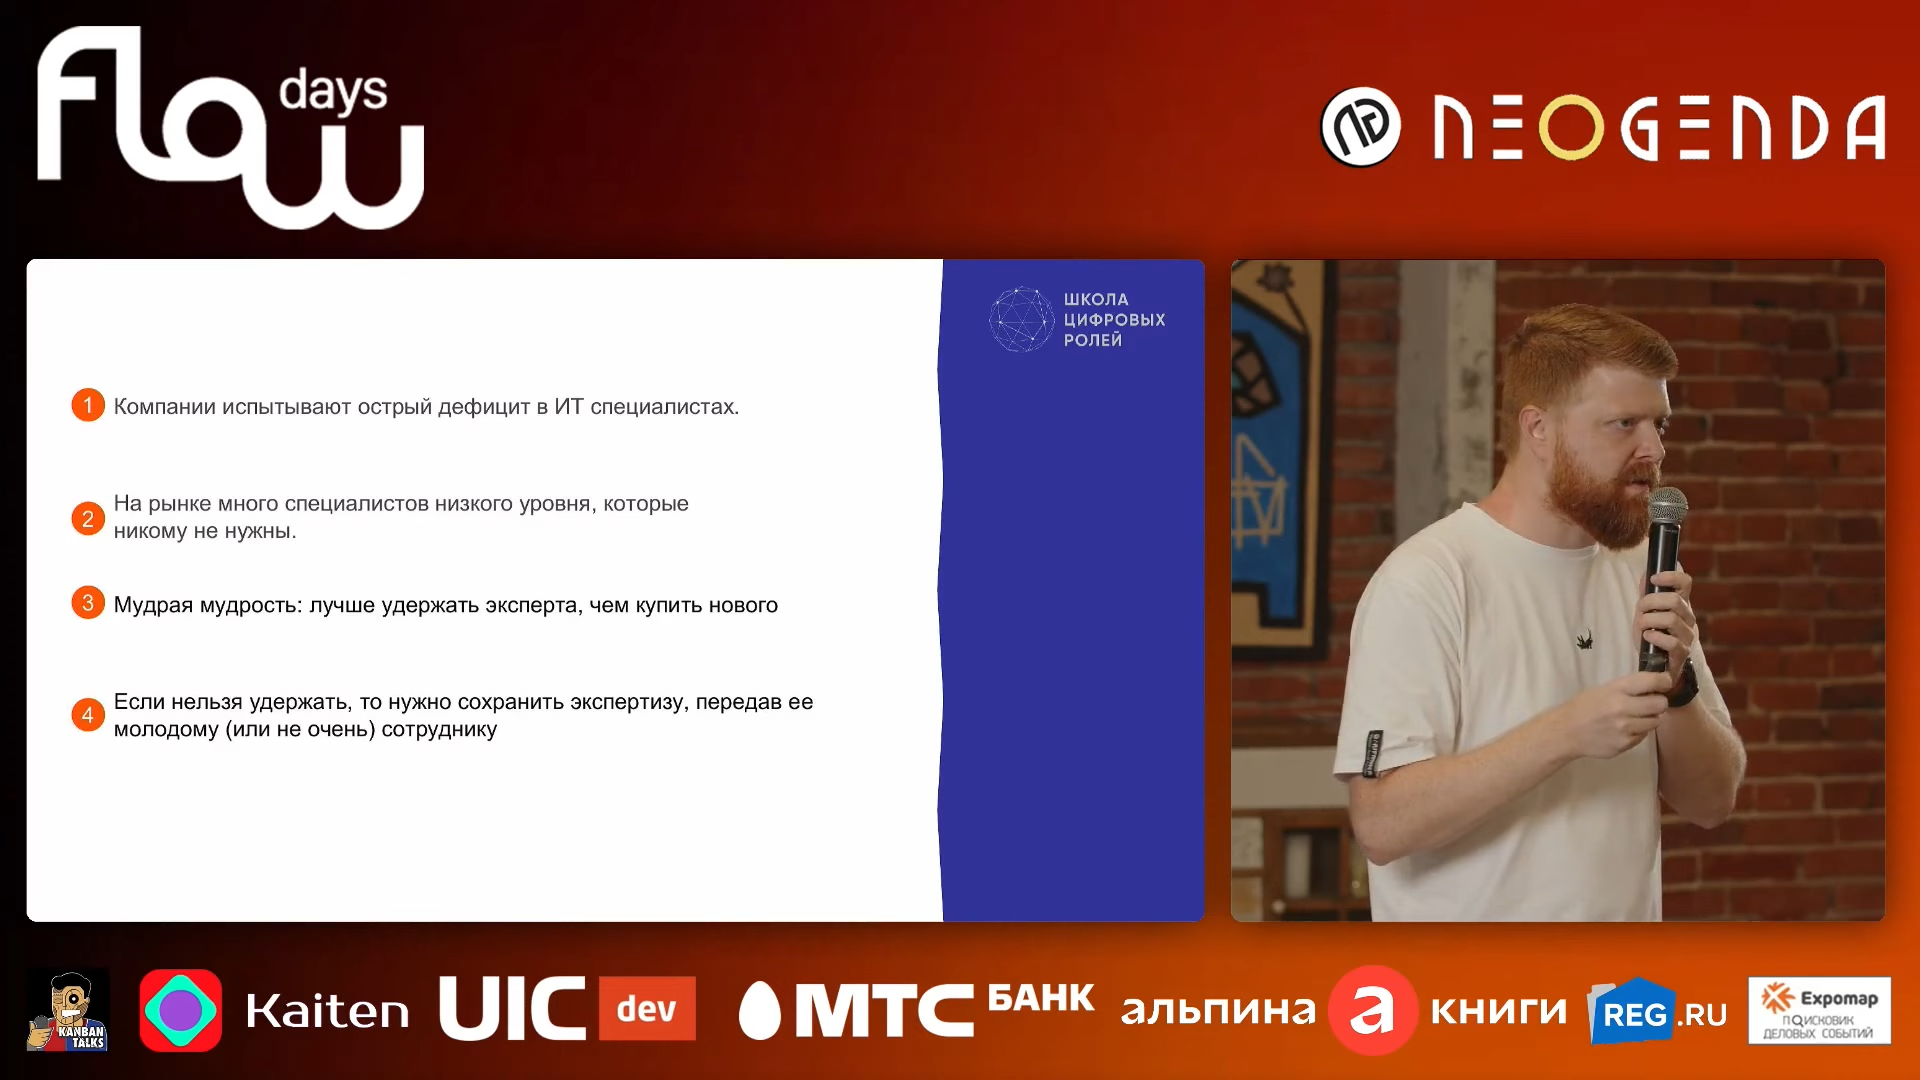 flow days
NEOGENDA
ШКОЛА
ЦИФРОВЫХ
РОЛЕЙ
1 Компании испытывают острый дефицит в ИТ специалистах.
2 На рынке много специалистов низкого уровня, которые
никому не нужны.
3 Мудрая мудрость: лучше удержать эксперта, чем купить нового
4 Если нельзя удержать, то нужно сохранить экспертизу, передав ее
молодому (или не очень) сотруднику
KANBAN
TALKS
Kaiten
UIC dev
МТС БАНК
альпина а книги
REG.RU
Expomap
ПОИСКОВИК
ДЕЛОВЫХ СОБЫТИЙ